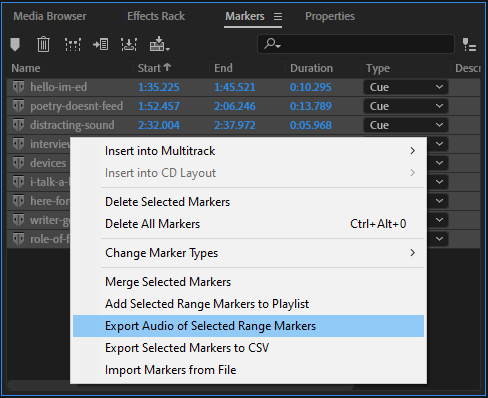 Media Browser Effects Rack Markers Properties
Name Start End Duration Type Descr
hello-im-ed 1:35.225 1:45.521 0:10.295 Cue
poetry-doesnt-feed 1:52.457 2:06.246 0:13.789 Cue
distracting-sound 2:32.004 2:37.972 0:05.968 Cue
interview
Insert into Multitrack
devices
Insert into CD Layout
i-talk-a-l
here-for
Delete Selected Markers
writer-ge
Delete All Markers Ctrl+Alt+0
role-of-f
Change Marker Types
Merge Selected Markers
Add Selected Range Markers to Playlist
Export Audio of Selected Range Markers
Export Selected Markers to CSV
Import Markers from File